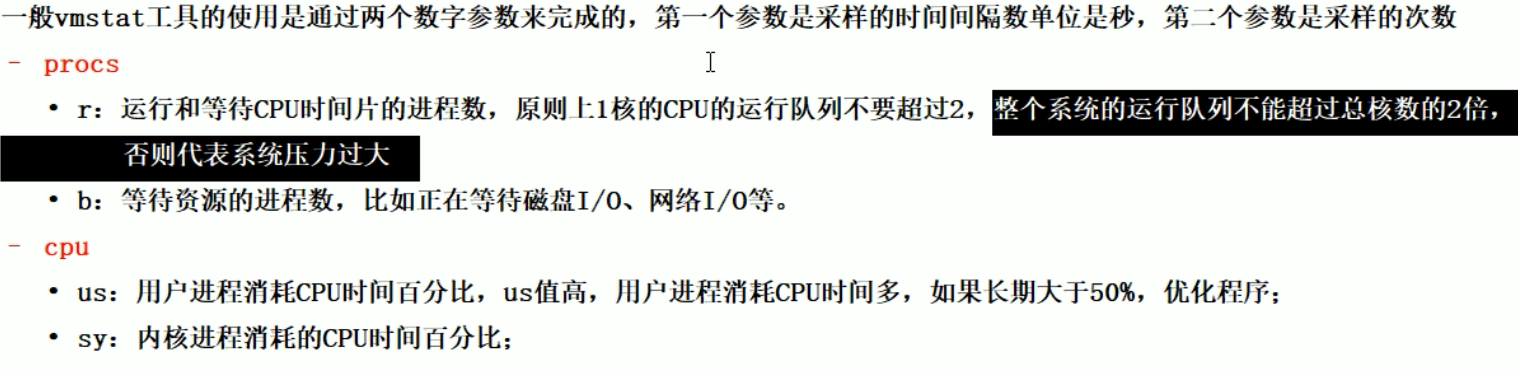 一般vmstat工具的使用是通过两个数字参数来完成的，第一个参数是采样的时间间隔数单位是秒，第二个参数是采样的次数
- procs
• r：运行和等待CPU时间片的进程数，原则上1核的CPU的运行队列不要超过2，整个系统的运行队列不能超过总核数的2倍，
否则代表系统压力过大
• b：等待资源的进程数，比如正在等待磁盘I/O、网络I/O等。
- cpu
• us：用户进程消耗CPU时间百分比，us值高，用户进程消耗CPU时间多，如果长期大于50%，优化程序；
• sy：内核进程消耗的CPU时间百分比；